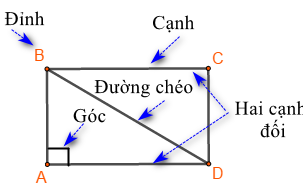 Đỉnh
Cạnh
B
C
Đường chéo
Góc
Hai cạnh
đối
A
D